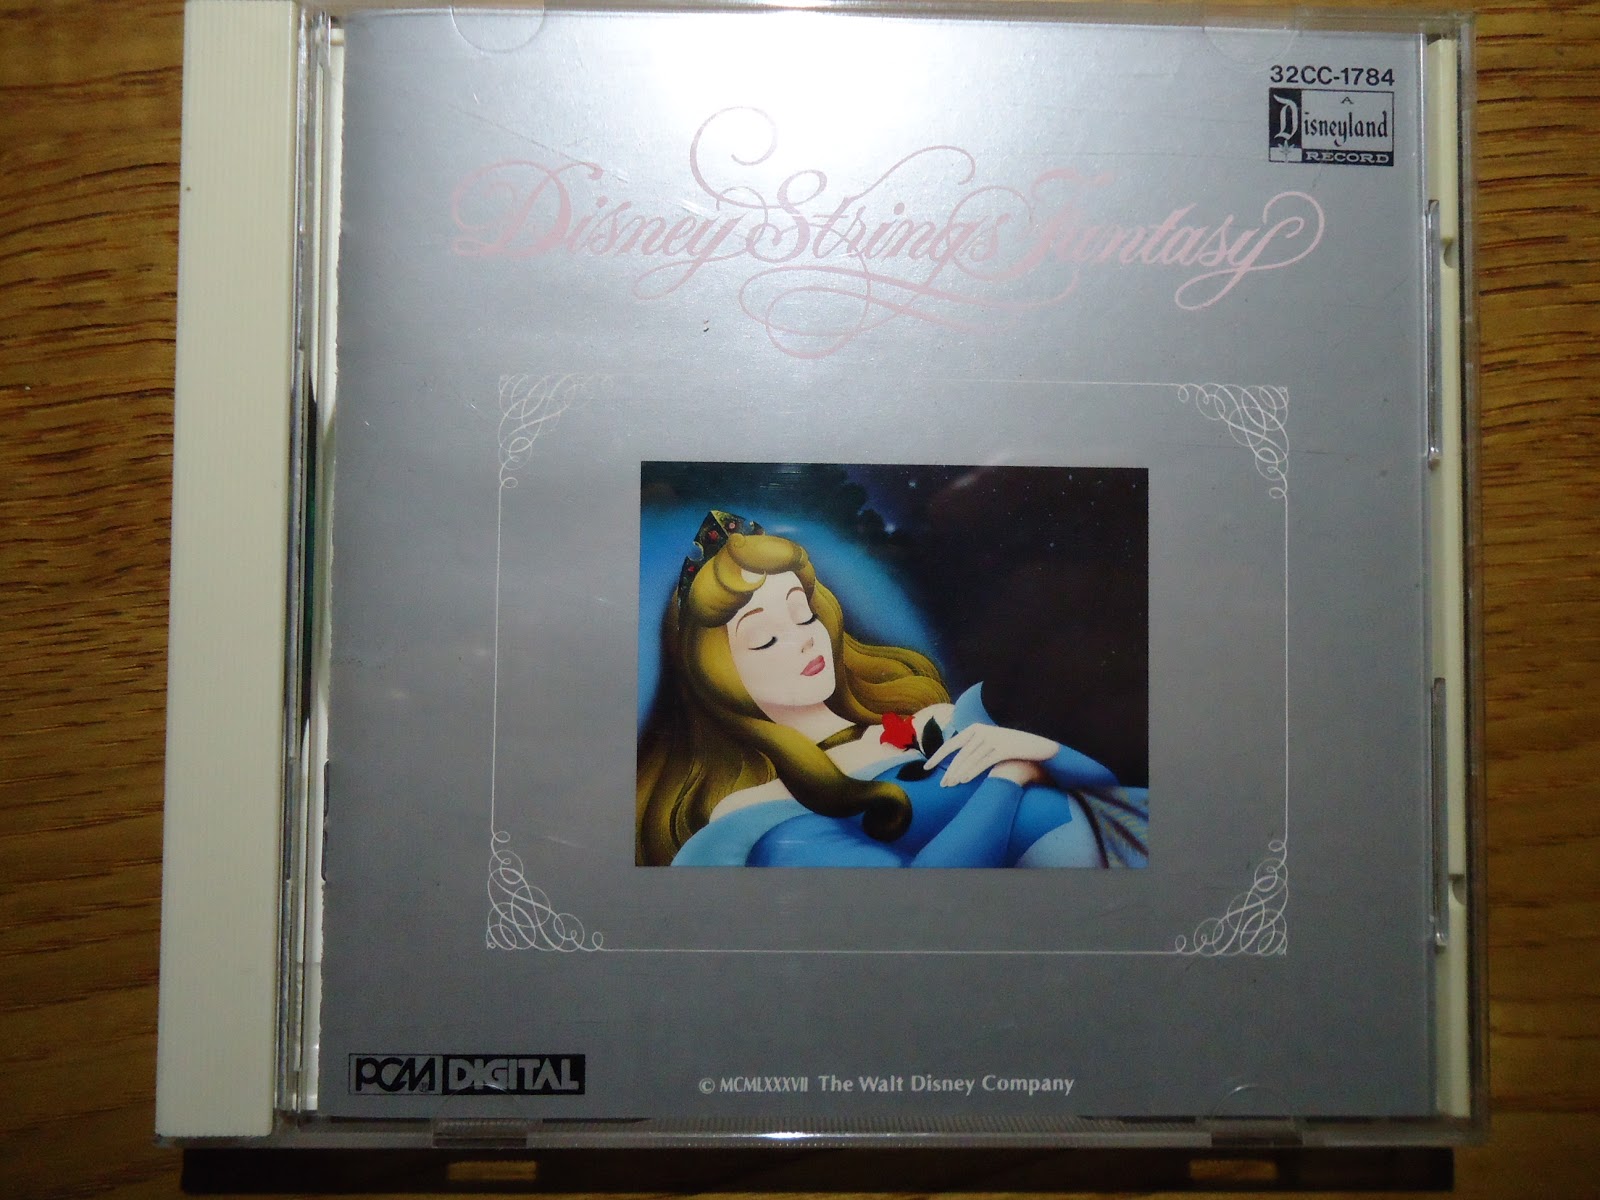 32CC-1784
A
Disneyland
RECORD
Disney Strings Fantasy
PCM DIGITAL
© MCMLXXXVII The Walt Disney Company